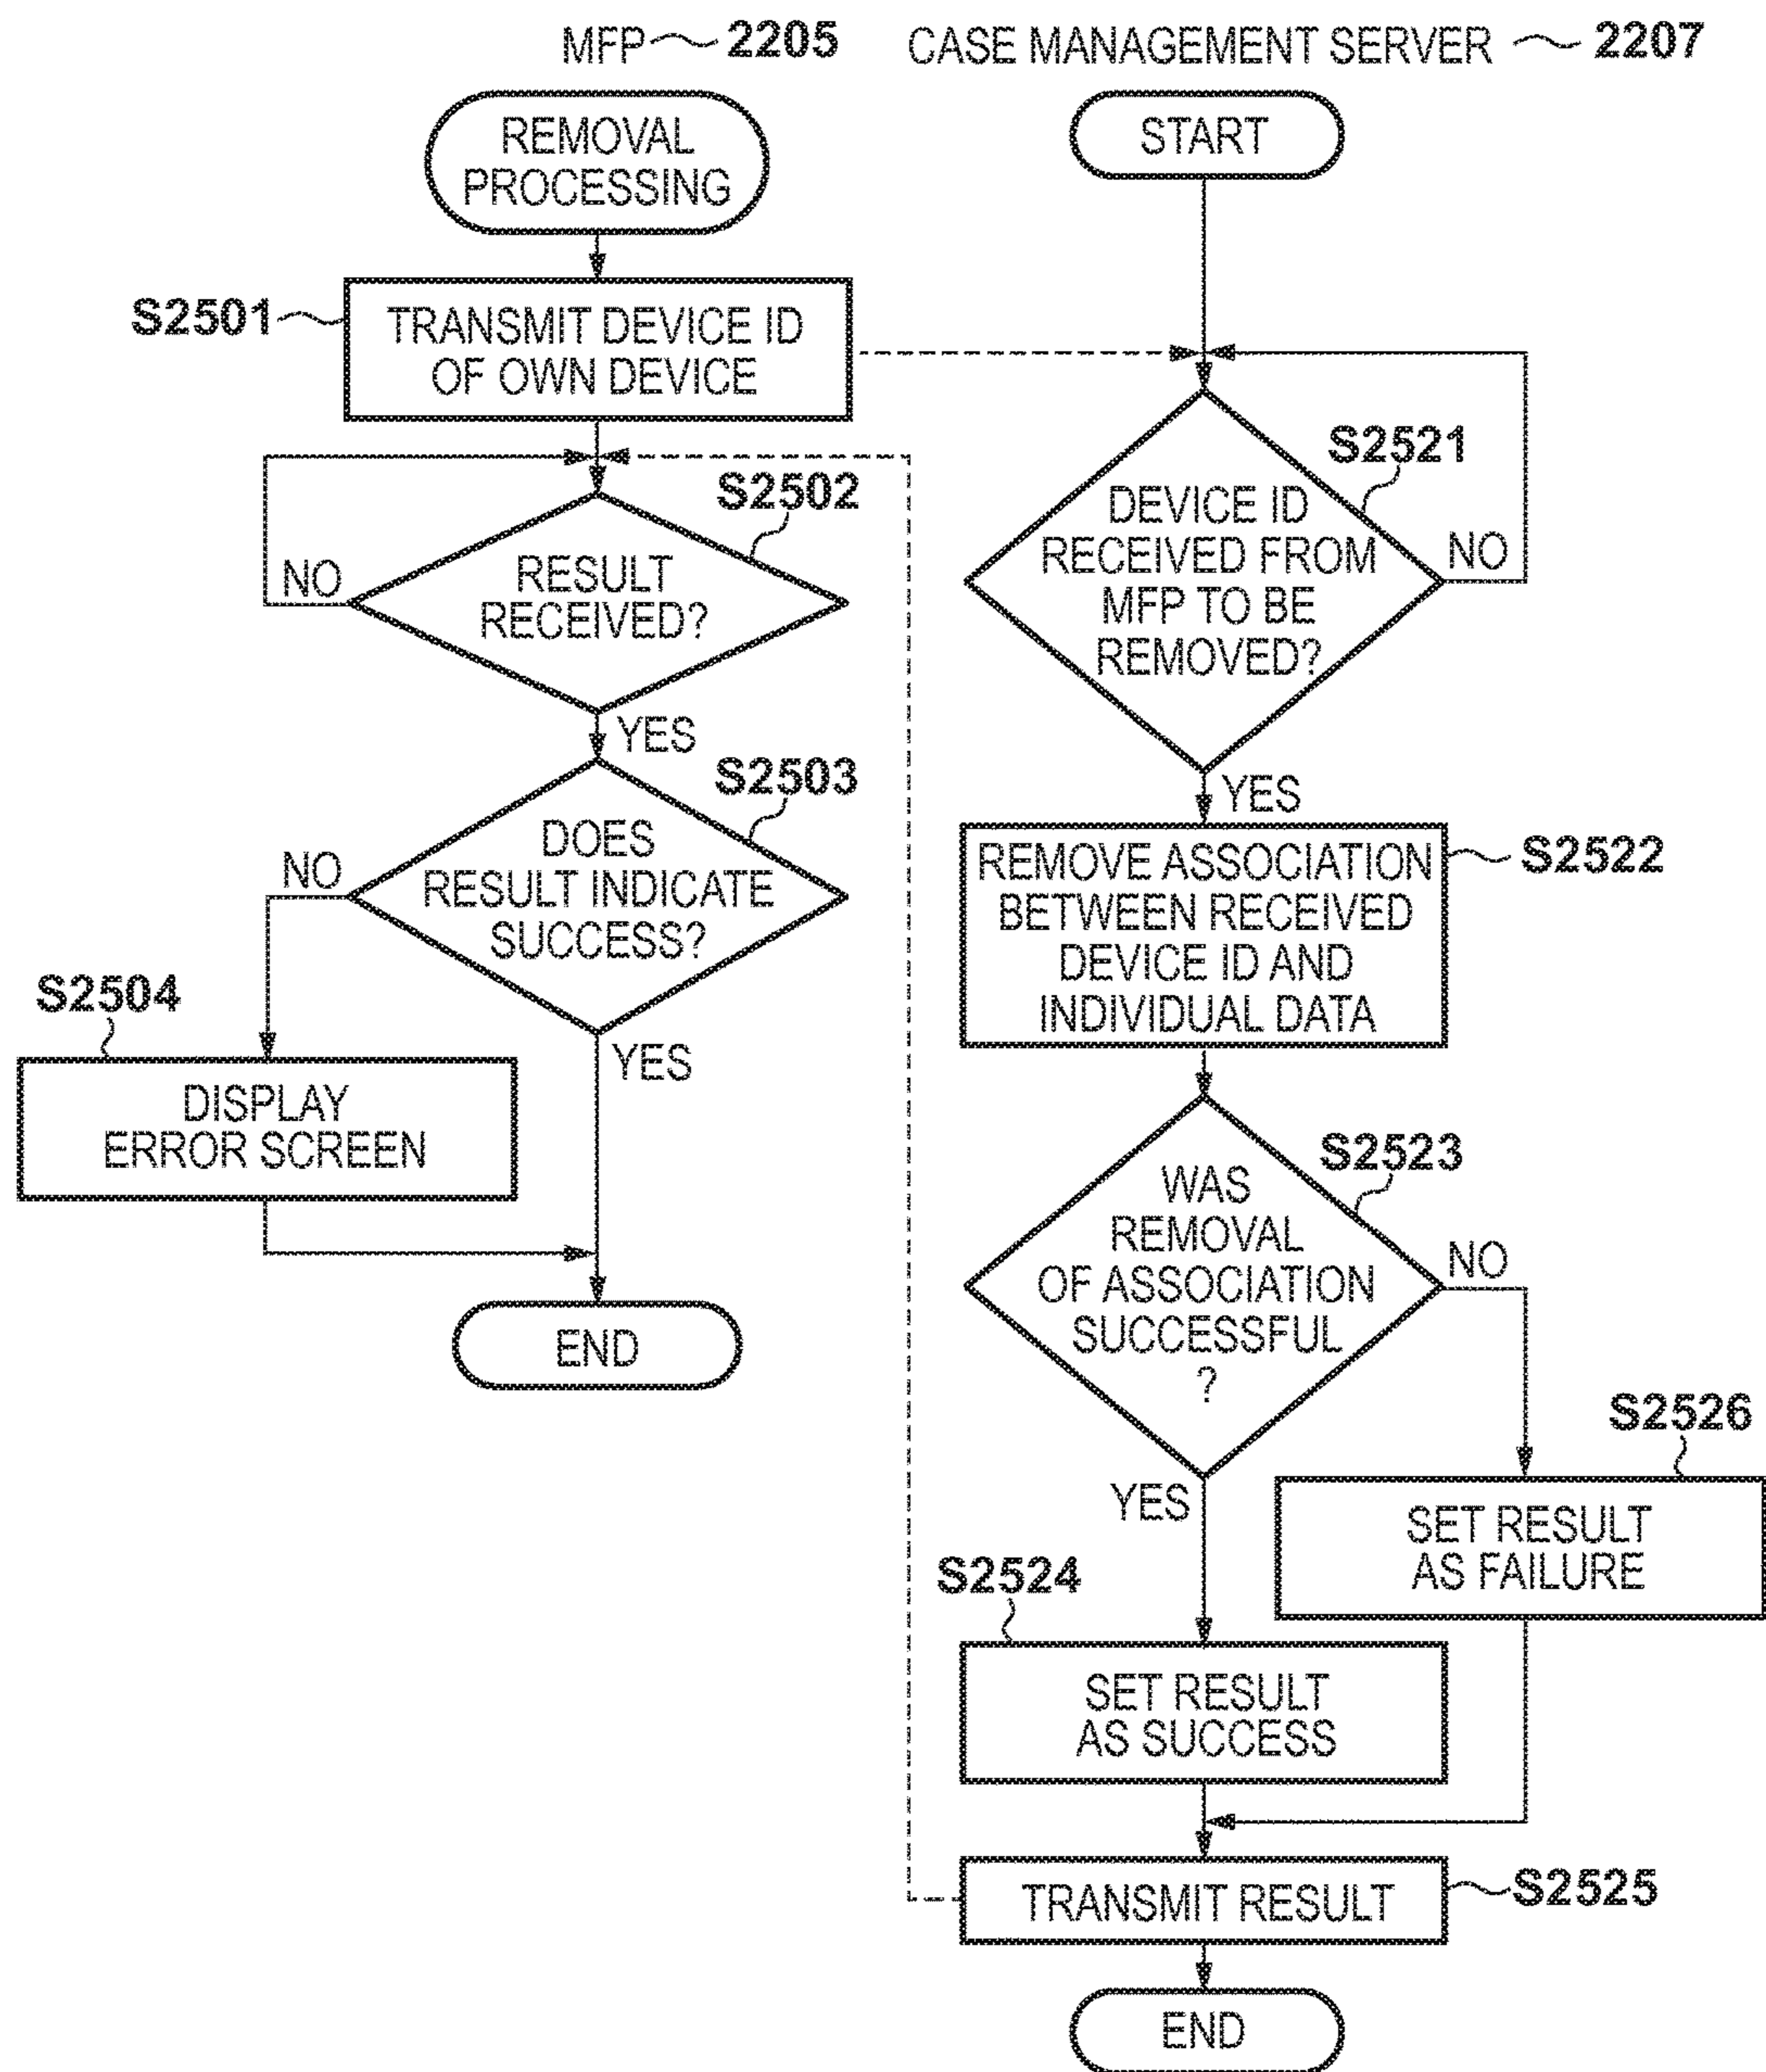 MFP 2205
REMOVAL
PROCESSING
S2501
TRANSMIT DEVICE ID
OF OWN DEVICE
S2502
RESULT
RECEIVED?
NO
YES
S2503
DOES
RESULT INDICATE
SUCCESS?
NO
YES
S2504
DISPLAY
ERROR SCREEN
END
CASE MANAGEMENT SERVER 2207
START
S2521
DEVICE ID
RECEIVED FROM
MFP TO BE
REMOVED?
NO
YES
REMOVE ASSOCIATION
BETWEEN RECEIVED
DEVICE ID AND
INDIVIDUAL DATA
S2522
S2523
WAS
REMOVAL
OF ASSOCIATION
SUCCESSFUL
?
NO
YES
S2526
SET RESULT
AS FAILURE
S2524
SET RESULT
AS SUCCESS
TRANSMIT RESULT
S2525
END